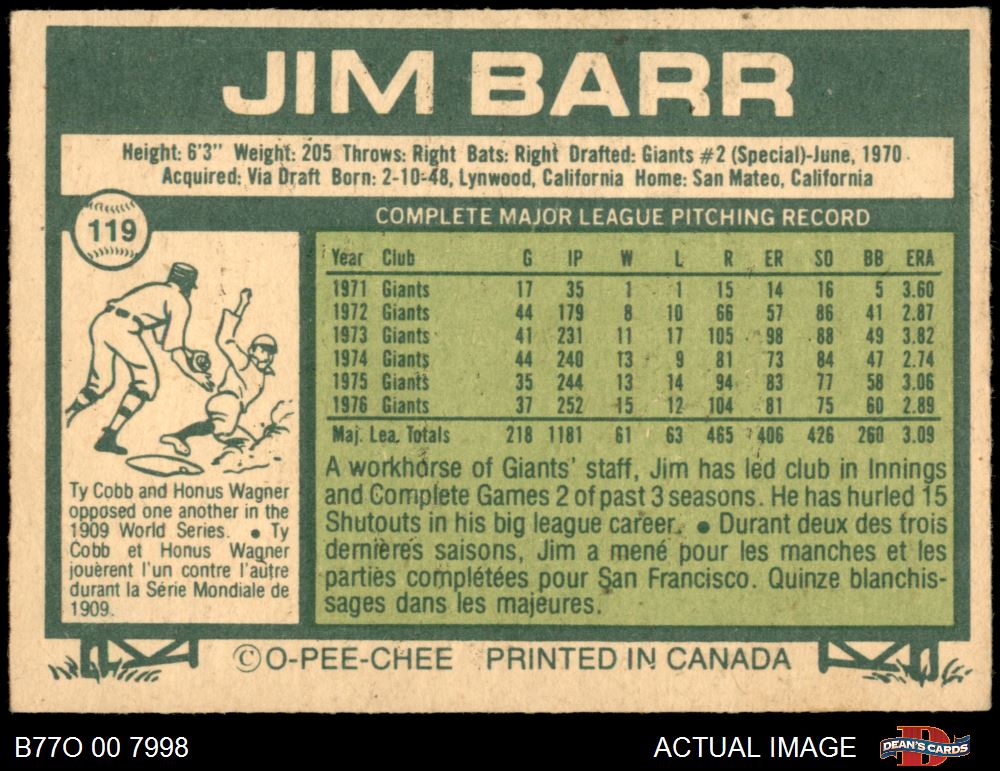 JIM BARR
Height: 6'3" Weight: 205 Throws: Right Bats: Right Drafted: Giants #2 (Special)-June, 1970
Acquired: Via Draft Born: 2-10-48, Lynwood, California Home: San Mateo, California
119
COMPLETE MAJOR LEAGUE PITCHING RECORD
Year Club G IP W L R ER SO BB ERA
1971 Giants 17 35 1 1 15 14 16 5 3.60
1972 Giants 44 179 8 10 66 57 86 41 2.87
1973 Giants 41 231 11 17 105 98 88 49 3.82
1974 Giants 44 240 13 9 81 73 84 47 2.74
1975 Giants 35 244 13 14 94 83 77 58 3.06
1976 Giants 37 252 15 12 104 81 75 60 2.89
Maj. Lea. Totals 218 1181 61 63 465 406 426 260 3.09
A workhorse of Giants' staff, Jim has led club in Innings
and Complete Games 2 of past 3 seasons. He has hurled 15
Shutouts in his big league career. • Durant deux des trois
dernières saisons, Jim a mené pour les manches et les
parties complétées pour San Francisco. Quinze blanchis-
sages dans les majeures.
Ty Cobb and Honus Wagner
opposed one another in the
1909 World Series. • Ty
Cobb et Honus Wagner
jouèrent l'un contre l'autre
durant la Série Mondiale de
1909.
©O-PEE-CHEE PRINTED IN CANADA
B77O 00 7998
ACTUAL IMAGE
DEAN'S CARDS